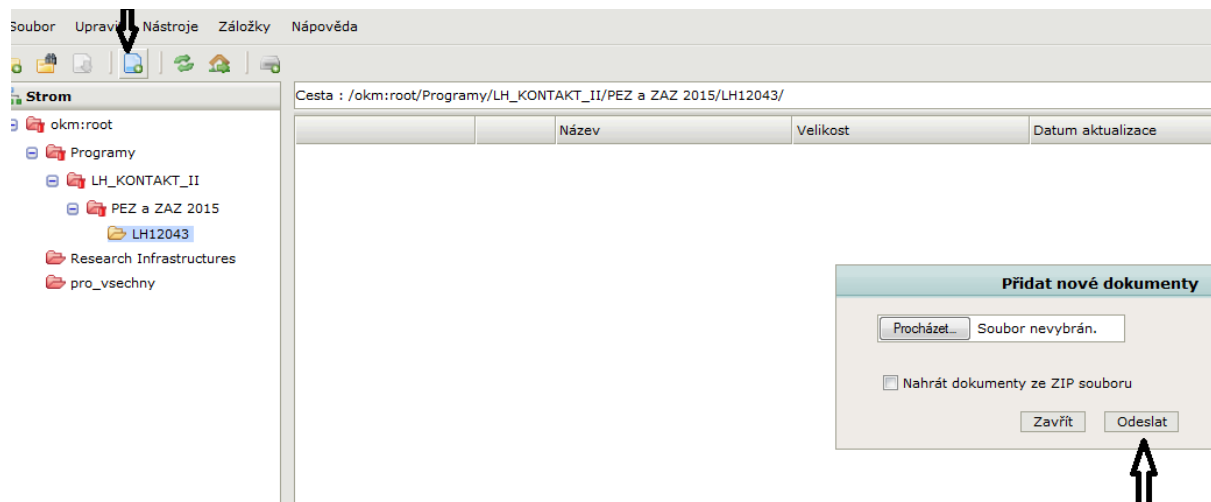 Soubor Upravit Nástroje Záložky Nápověda
Strom
Cesta : /okm:root/Programy/LH_KONTAKT_II/PEZ a ZAZ 2015/LH12043/
okm:root
Název Velikost Datum aktualizace
Programy
LH_KONTAKT_II
PEZ a ZAZ 2015
LH12043
Research Infrastructures
pro_vsechny
Přidat nové dokumenty
Procházet... Soubor nevybrán.
Nahrát dokumenty ze ZIP souboru
Zavřít Odeslat